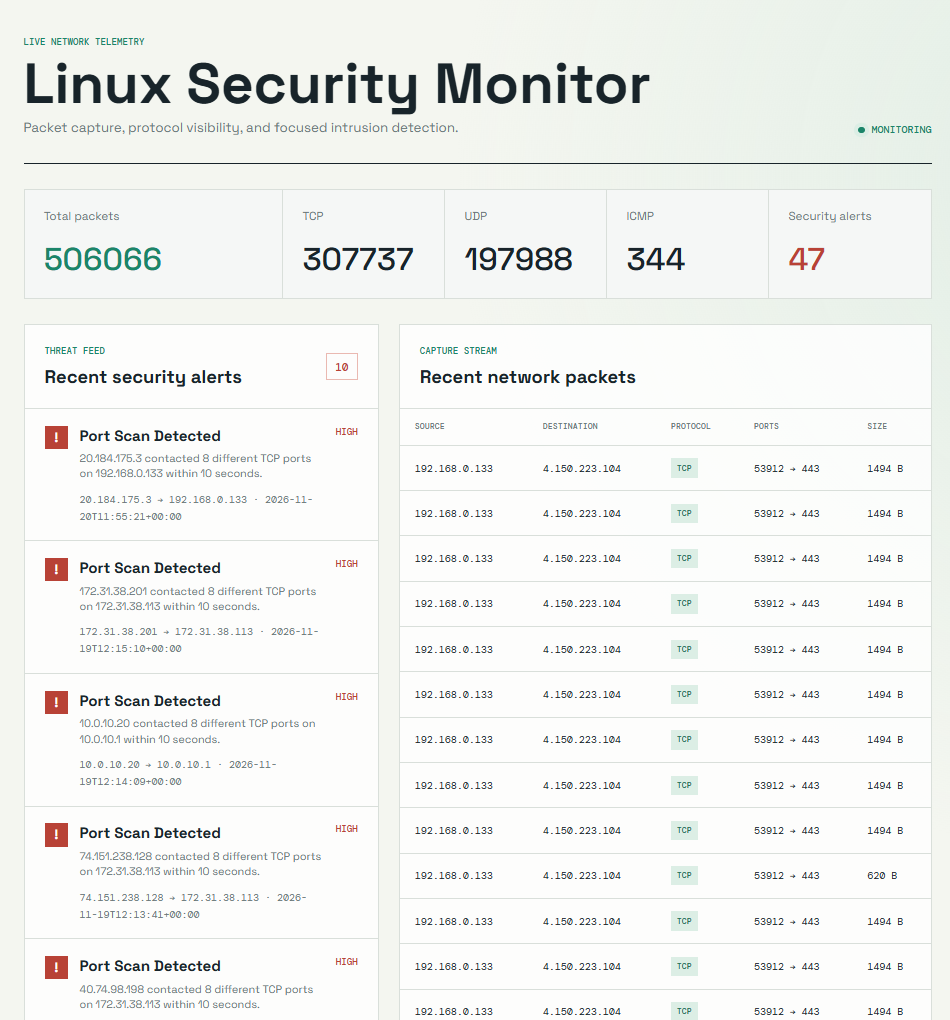 LIVE NETWORK TELEMETRY
Linux Security Monitor
Packet capture, protocol visibility, and focused intrusion detection.
MONITORING
Total packets TCP UDP ICMP Security alerts
506066 307737 197988 344 47
THREAT FEED
Recent security alerts
10
! Port Scan Detected HIGH
20.184.175.3 contacted 8 different TCP ports
on 192.168.0.133 within 10 seconds.
20.184.175.3 → 192.168.0.133 · 2026-11-
20T11:55:21+00:00
! Port Scan Detected HIGH
172.31.38.201 contacted 8 different TCP ports
on 172.31.38.113 within 10 seconds.
172.31.38.201 → 172.31.38.113 · 2026-11-
19T12:15:10+00:00
! Port Scan Detected HIGH
10.0.10.20 contacted 8 different TCP ports on
10.0.10.1 within 10 seconds.
10.0.10.20 → 10.0.10.1 · 2026-11-
19T12:14:09+00:00
! Port Scan Detected HIGH
74.151.238.128 contacted 8 different TCP ports
on 172.31.38.113 within 10 seconds.
74.151.238.128 → 172.31.38.113 · 2026-
11-19T12:13:41+00:00
! Port Scan Detected HIGH
40.74.98.198 contacted 8 different TCP ports
on 172.31.38.113 within 10 seconds.
CAPTURE STREAM
Recent network packets
SOURCE DESTINATION PROTOCOL PORTS SIZE
192.168.0.133 4.150.223.104 TCP 53912 → 443 1494 B
192.168.0.133 4.150.223.104 TCP 53912 → 443 1494 B
192.168.0.133 4.150.223.104 TCP 53912 → 443 1494 B
192.168.0.133 4.150.223.104 TCP 53912 → 443 1494 B
192.168.0.133 4.150.223.104 TCP 53912 → 443 1494 B
192.168.0.133 4.150.223.104 TCP 53912 → 443 1494 B
192.168.0.133 4.150.223.104 TCP 53912 → 443 1494 B
192.168.0.133 4.150.223.104 TCP 53912 → 443 1494 B
192.168.0.133 4.150.223.104 TCP 53912 → 443 1494 B
192.168.0.133 4.150.223.104 TCP 53912 → 443 620 B
192.168.0.133 4.150.223.104 TCP 53912 → 443 1494 B
192.168.0.133 4.150.223.104 TCP 53912 → 443 1494 B
192.168.0.133 4.150.223.104 TCP 53912 → 443 1494 B